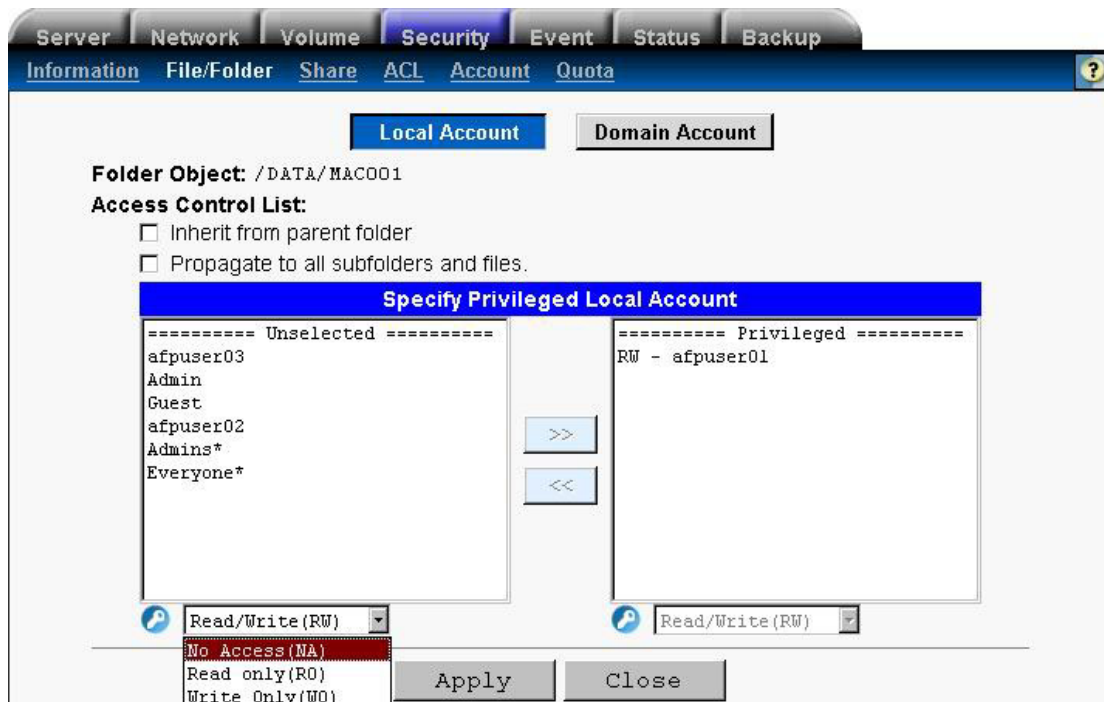 Server Network Volume Security Event Status Backup
Information File/Folder Share ACL Account Quota ?
Local Account Domain Account
Folder Object: /DATA/MAC001
Access Control List:
Inherit from parent folder
Propagate to all subfolders and files.
Specify Privileged Local Account
========== Unselected ==========
afpuser03
Admin
Guest
afpuser02
Admins*
Everyone*
>>
<<
========== Privileged ==========
RW - afpuser01
Read/Write(RW) Read/Write(RW)
No Access(NA)
Read only(RO)
Write Only(WO)
Apply Close